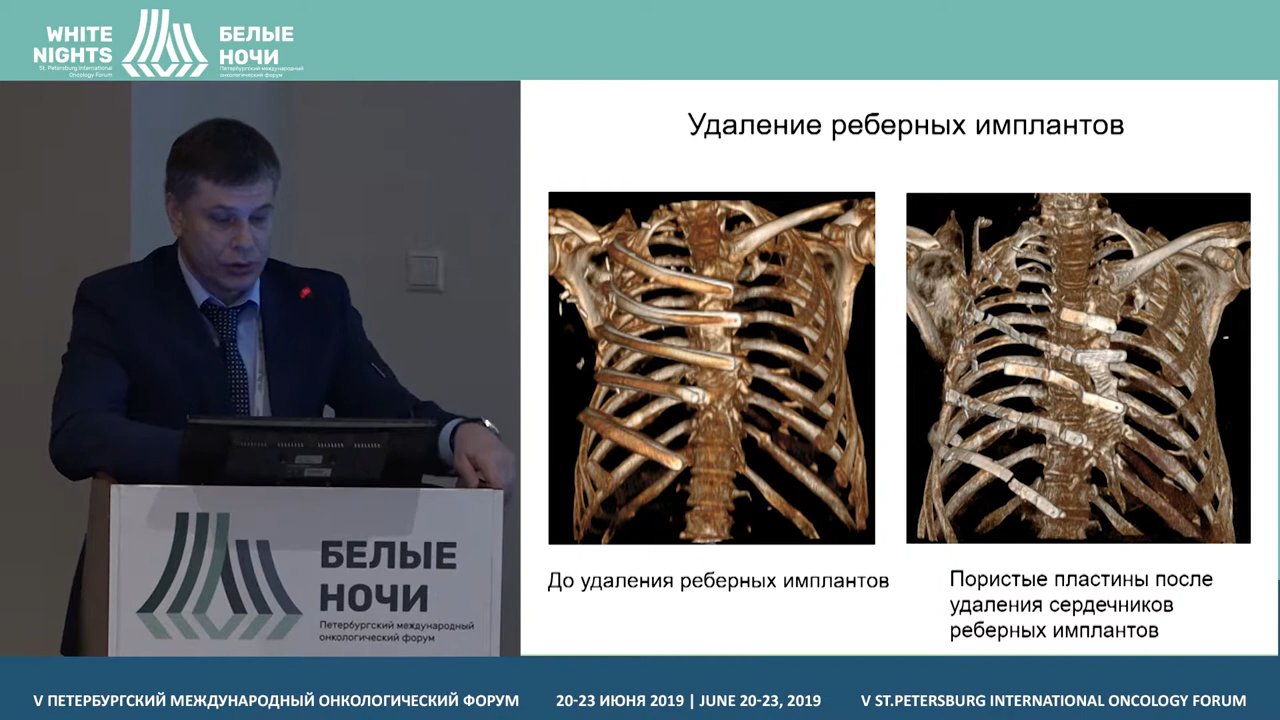 WHITE
NIGHTS
St. Petersburg International
Oncology Forum
БЕЛЫЕ
НОЧИ
Петербургский международный
онкологический форум
Удаление реберных имплантов
До удаления реберных имплантов
Пористые пластины после
удаления сердечников
реберных имплантов
БЕЛЫЕ
НОЧИ
Петербургский международный
онкологический форум
V ПЕТЕРБУРГСКИЙ МЕЖДУНАРОДНЫЙ ОНКОЛОГИЧЕСКИЙ ФОРУМ
20-23 ИЮНЯ 2019 | JUNE 20-23, 2019
V ST.PETERSBURG INTERNATIONAL ONCOLOGY FORUM